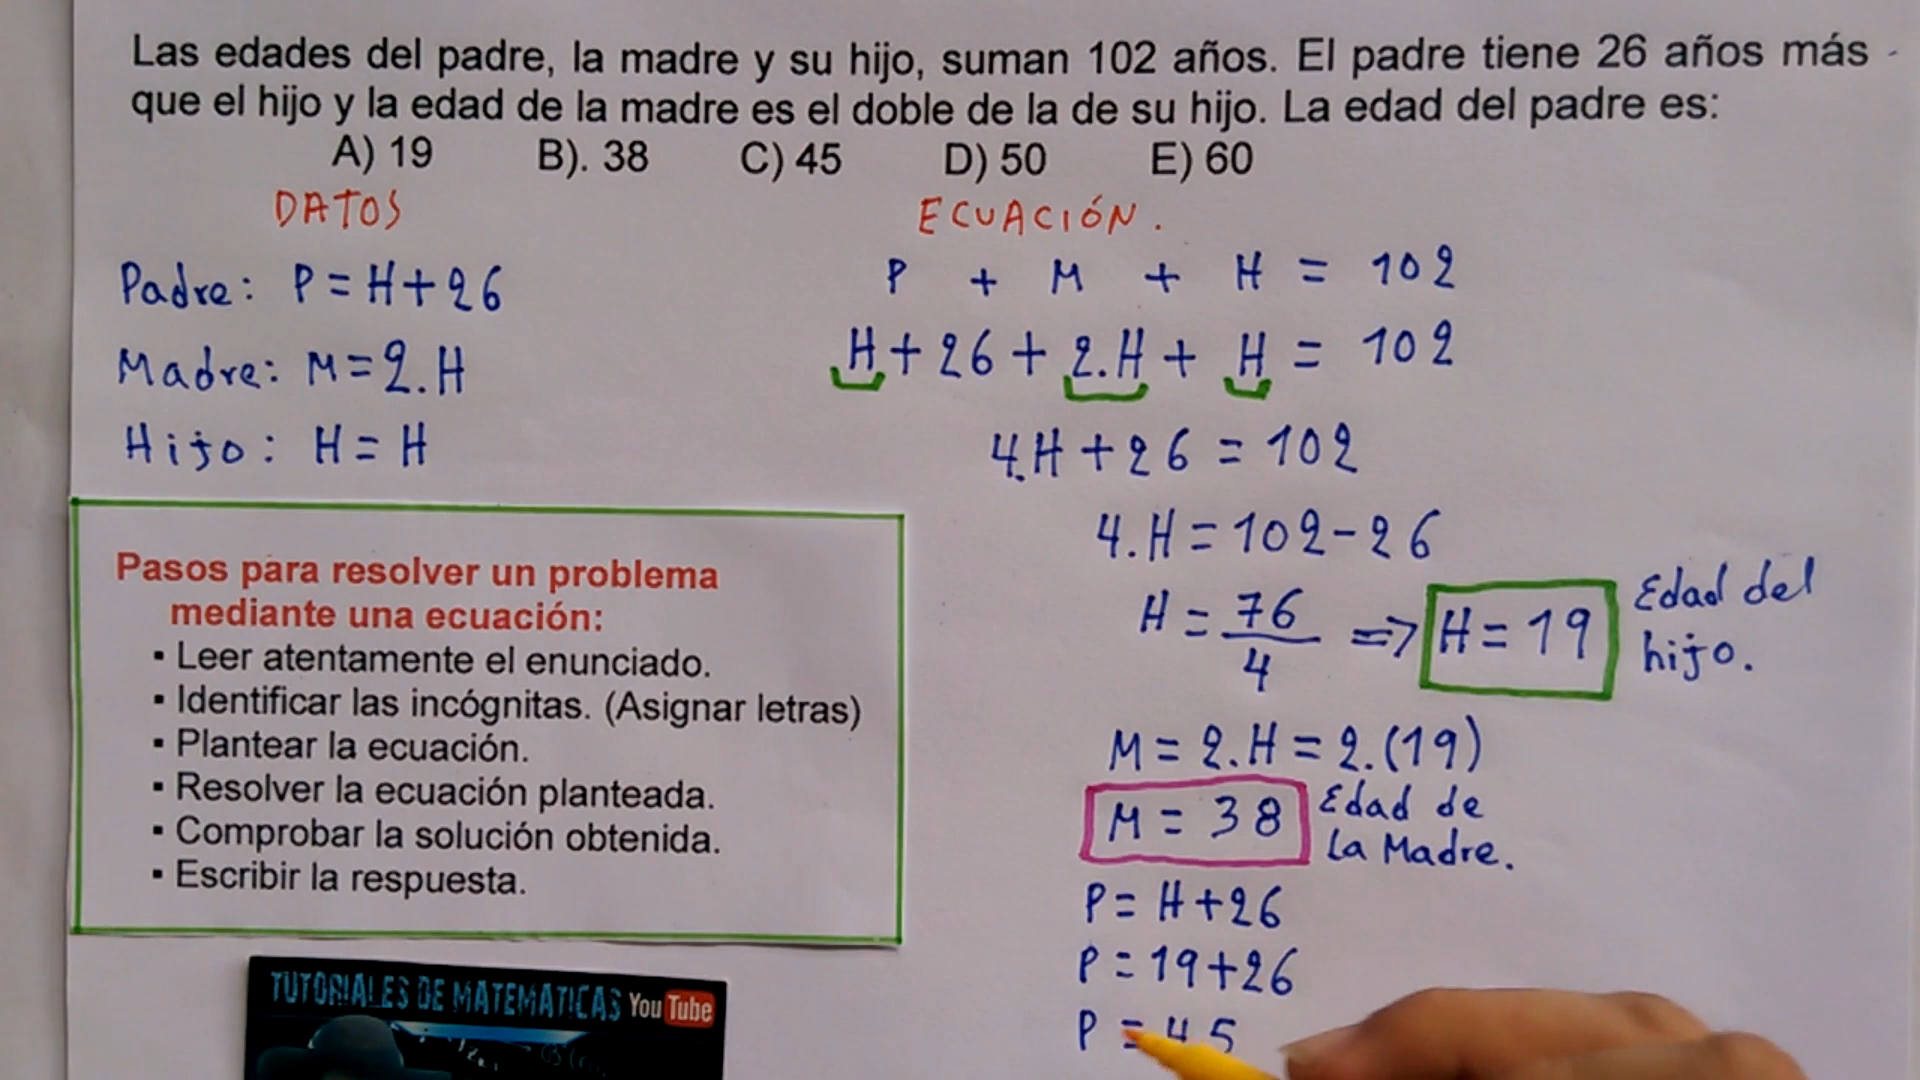 Las edades del padre, la madre y su hijo, suman 102 años. El padre tiene 26 años más
que el hijo y la edad de la madre es el doble de la de su hijo. La edad del padre es:
A) 19 B). 38 C) 45 D) 50 E) 60
DATOS
Padre: P = H + 26
Madre: M = 2.H
Hijo: H = H
ECUACIÓN.
P + M + H = 102
H + 26 + 2.H + H = 102
4.H + 26 = 102
4.H = 102 - 26
H = 76/4 => H = 19 Edad del
hijo.
M = 2.H = 2.(19)
M = 38 Edad de
la Madre.
P = H + 26
P = 19 + 26
P = 45
Pasos para resolver un problema
mediante una ecuación:
▪ Leer atentamente el enunciado.
▪ Identificar las incógnitas. (Asignar letras)
▪ Plantear la ecuación.
▪ Resolver la ecuación planteada.
▪ Comprobar la solución obtenida.
▪ Escribir la respuesta.
TUTORIALES DE MATEMATICAS YouTube